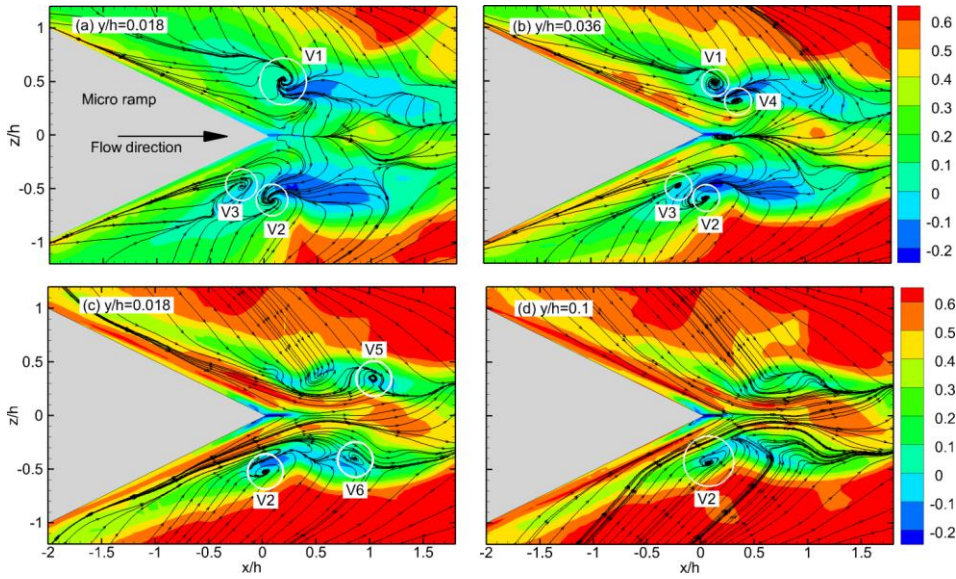 (a) y/h=0.018
V1
Micro ramp
Flow direction
V3
V2
z/h
1
0.5
0
-0.5
-1
(b) y/h=0.036
V1
V4
V3
V2
0.6
0.5
0.4
0.3
0.2
0.1
0
-0.1
-0.2
(c) y/h=0.018
V5
V2
V6
z/h
1
0.5
0
-0.5
-1
-2 -1.5 -1 -0.5 0 0.5 1 1.5
x/h
(d) y/h=0.1
V2
-2 -1.5 -1 -0.5 0 0.5 1 1.5
x/h
0.6
0.5
0.4
0.3
0.2
0.1
0
-0.1
-0.2